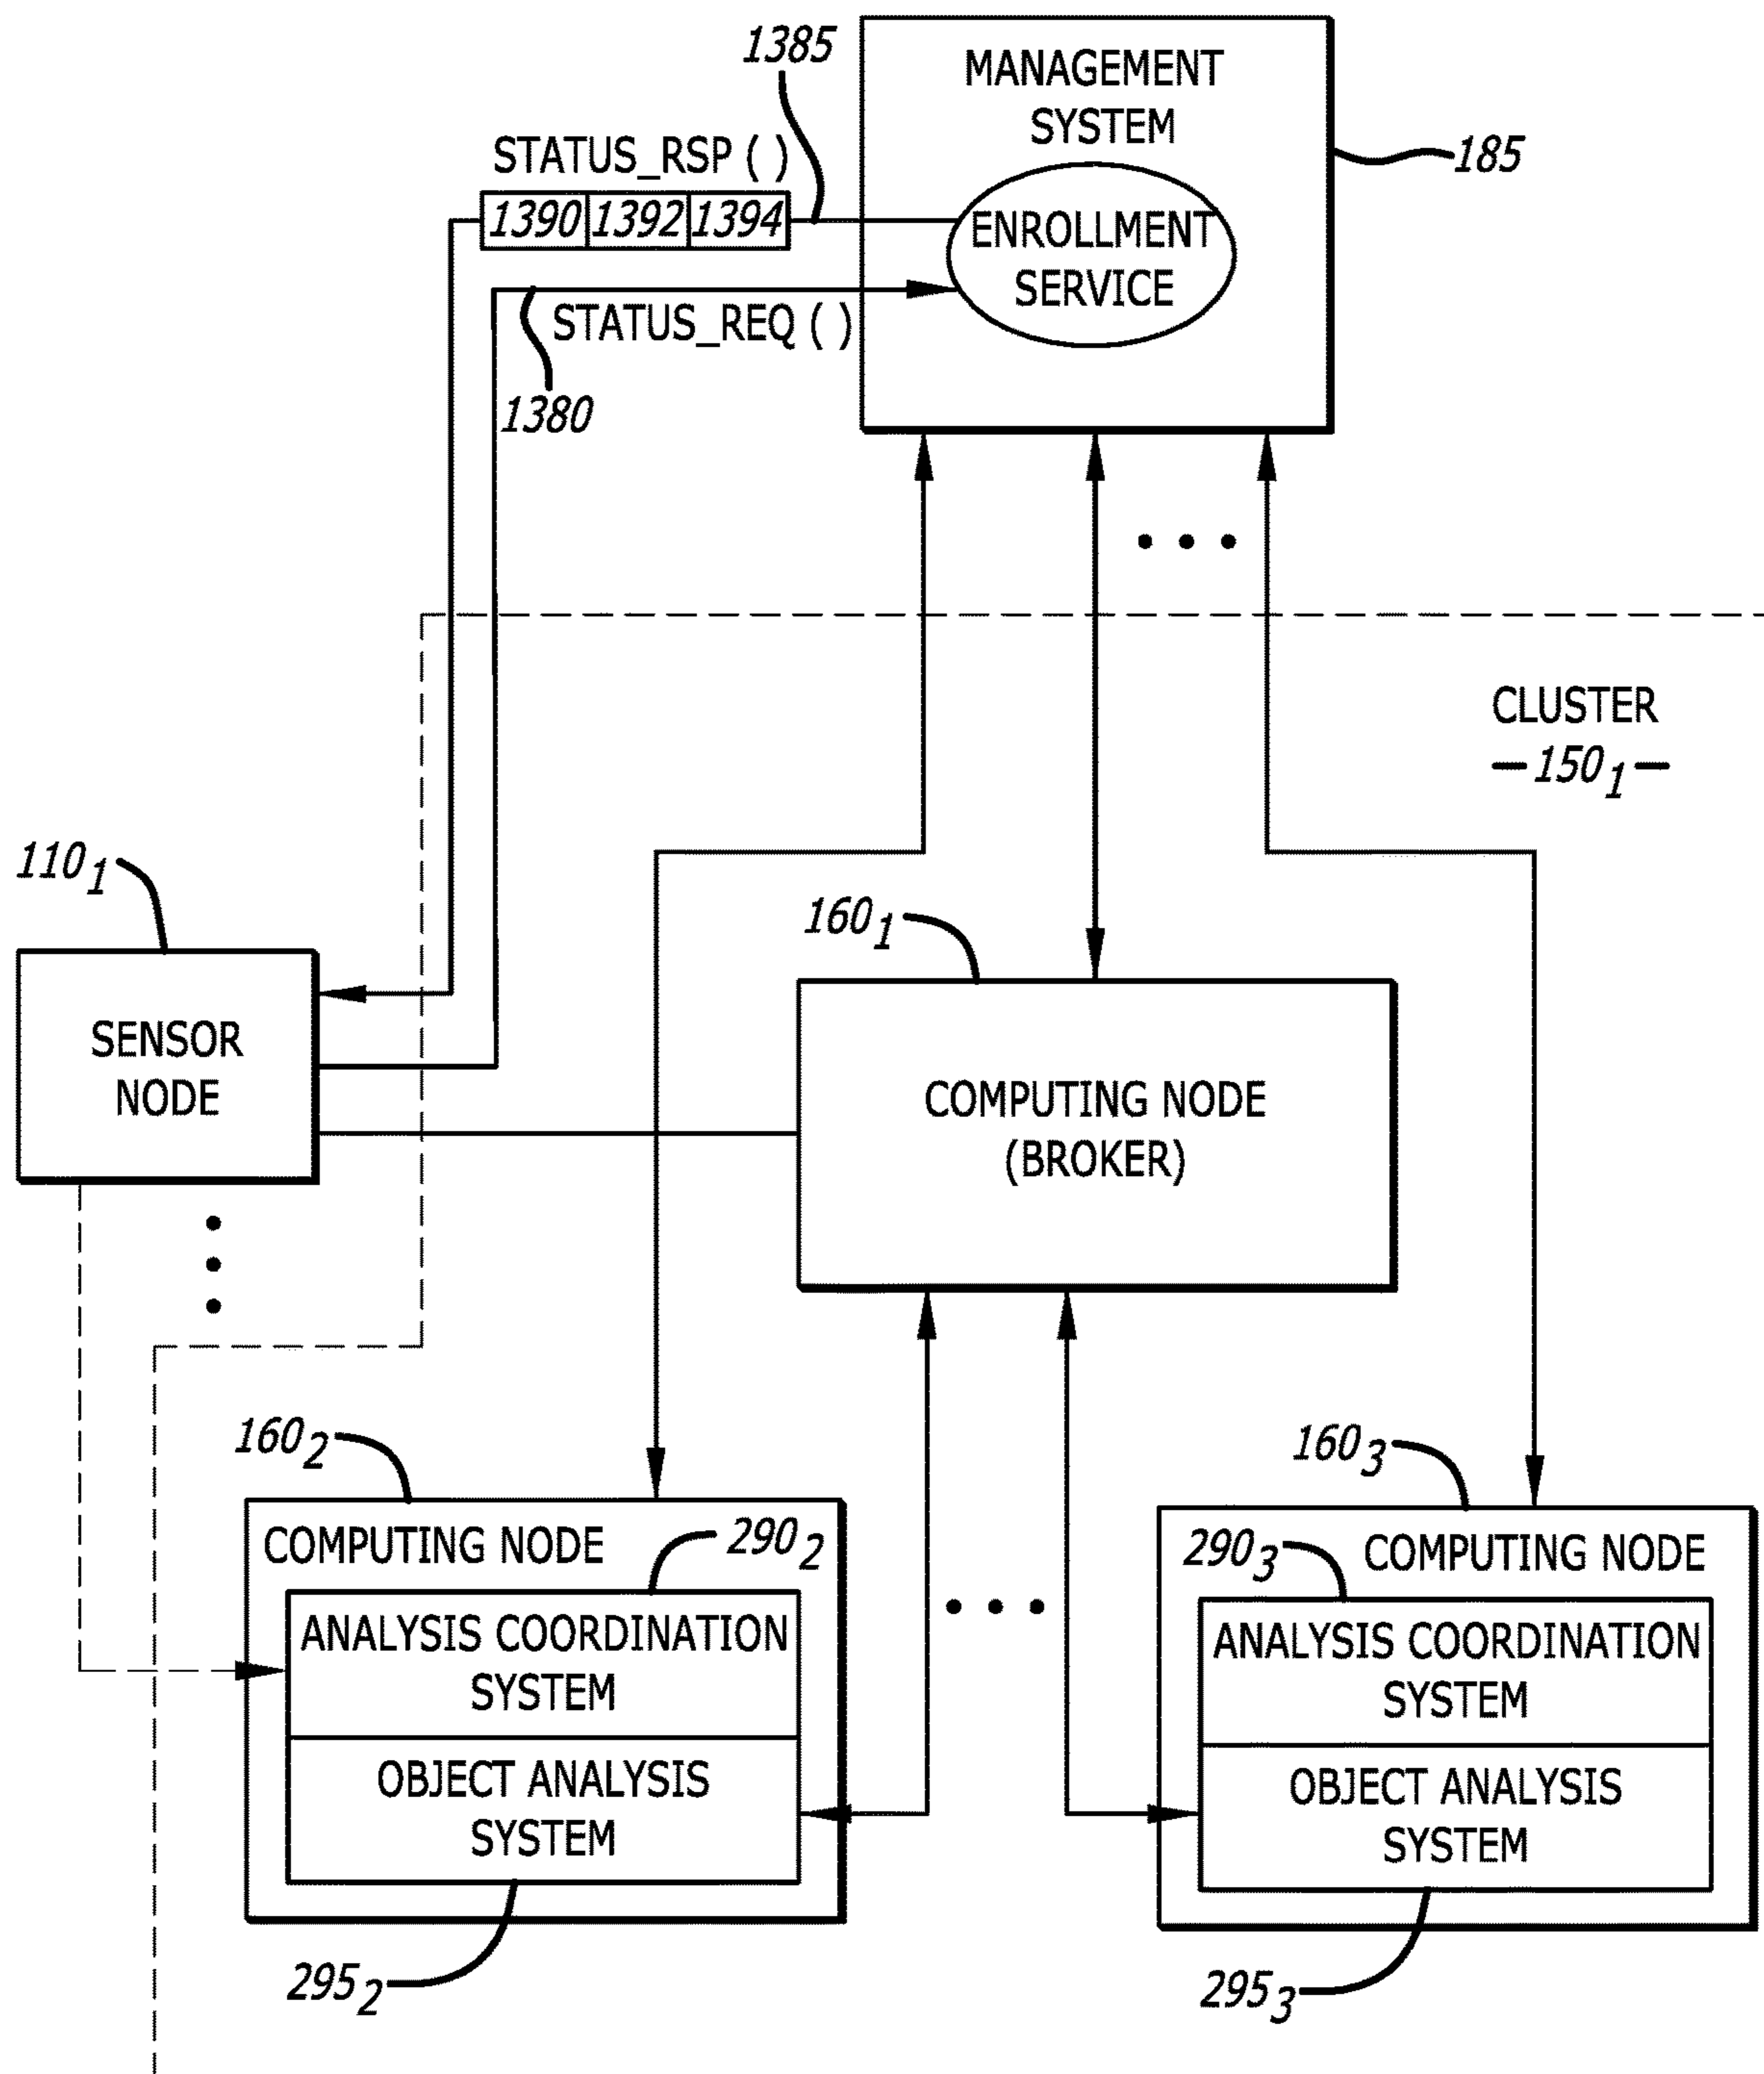 1385
MANAGEMENT
SYSTEM
185
STATUS_RSP ( )
1390 1392 1394
ENROLLMENT
SERVICE
STATUS_REQ ( )
1380
CLUSTER
– 150₁ –
110₁
160₁
SENSOR
NODE
COMPUTING NODE
(BROKER)
160₂
160₃
COMPUTING NODE
290₂
290₃
COMPUTING NODE
ANALYSIS COORDINATION
SYSTEM
ANALYSIS COORDINATION
SYSTEM
OBJECT ANALYSIS
SYSTEM
OBJECT ANALYSIS
SYSTEM
295₂
295₃